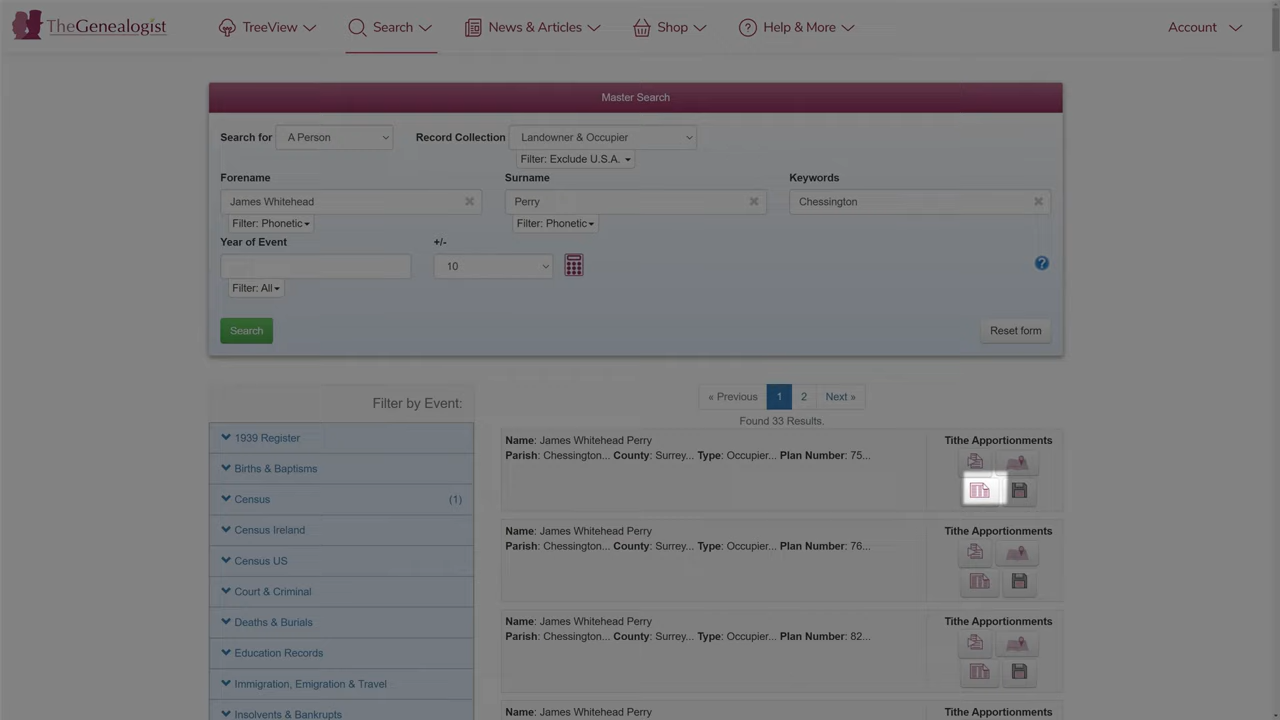 TheGenealogist TreeView Search News & Articles Shop Help & More Account
Master Search
Search for A Person Record Collection Landowner & Occupier
Filter: Exclude U.S.A.
Forename Surname Keywords
James Whitehead Perry Chessington
Filter: Phonetic Filter: Phonetic
Year of Event +/-
10
Filter: All
Search Reset form
Filter by Event:
1939 Register
Births & Baptisms
Census (1)
Census Ireland
Census US
Court & Criminal
Deaths & Burials
Education Records
Immigration, Emigration & Travel
Insolvents & Bankrupts
« Previous 1 2 Next »
Found 33 Results.
Name: James Whitehead Perry Tithe Apportionments
Parish: Chessington... County: Surrey... Type: Occupier... Plan Number: 75...
Name: James Whitehead Perry Tithe Apportionments
Parish: Chessington... County: Surrey... Type: Occupier... Plan Number: 76...
Name: James Whitehead Perry Tithe Apportionments
Parish: Chessington... County: Surrey... Type: Occupier... Plan Number: 82...
Name: James Whitehead Perry Tithe Apportionments